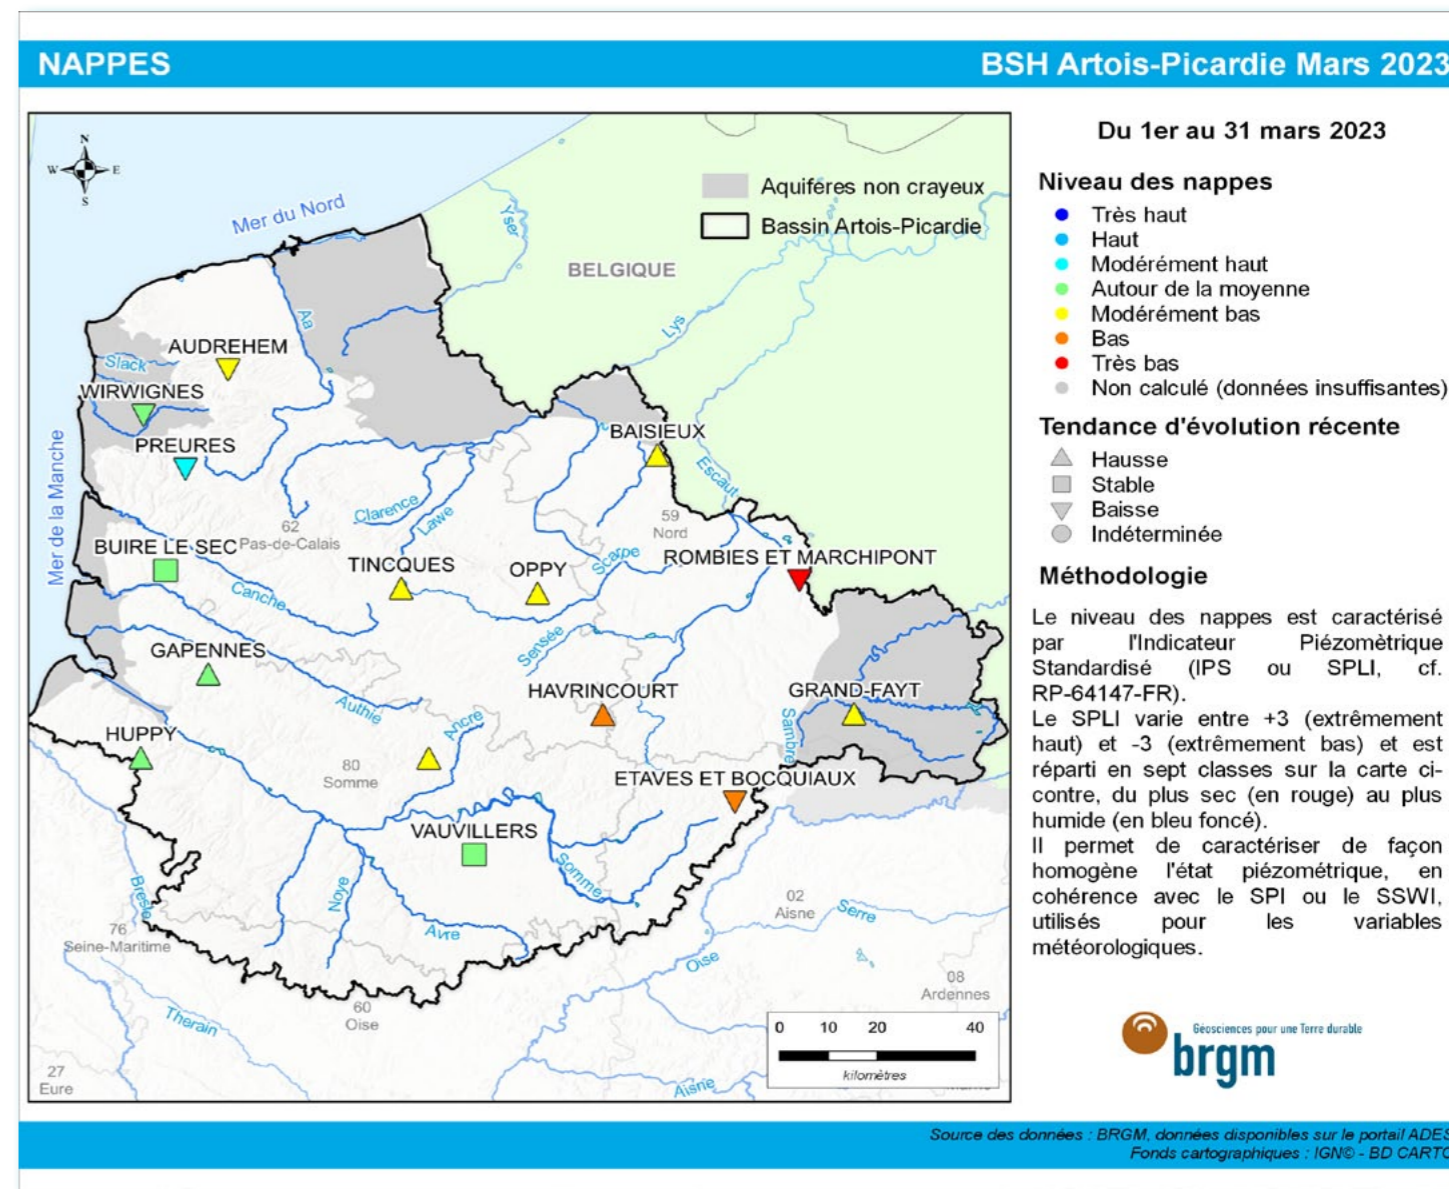 NAPPES
BSH Artois-Picardie Mars 2023
N
W E
S
Mer du Nord
Aquifères non crayeux
Bassin Artois-Picardie
Yser
BELGIQUE
Aa
Lys
AUDREHEM
Slack
WIRWIGNES
PREURES
BAISIEUX
Escaut
Mer de la Manche
Clarence
Lawe
62
Pas-de-Calais
59
Nord
BUIRE LE SEC
TINCQUES
OPPY
Scarpe
ROMBIES ET MARCHIPONT
Canche
Sensée
GAPENNES
HAVRINCOURT
GRAND-FAYT
Authie
Ancre
Sambre
HUPPY
80
Somme
ETAVES ET BOCQUIAUX
VAUVILLERS
Somme
Bresle
Noye
Avre
02
Aisne
Serre
76
Seine-Maritime
Oise
08
Ardennes
60
Oise
Therain
27
Eure
Aisne
0 10 20 40
kilomètres
Du 1er au 31 mars 2023
Niveau des nappes
Très haut
Haut
Modérément haut
Autour de la moyenne
Modérément bas
Bas
Très bas
Non calculé (données insuffisantes)
Tendance d'évolution récente
Hausse
Stable
Baisse
Indéterminée
Méthodologie
Le niveau des nappes est caractérisé
par l'Indicateur Piézomètrique
Standardisé (IPS ou SPLI, cf.
RP-64147-FR).
Le SPLI varie entre +3 (extrêmement
haut) et -3 (extrêmement bas) et est
réparti en sept classes sur la carte ci-
contre, du plus sec (en rouge) au plus
humide (en bleu foncé).
Il permet de caractériser de façon
homogène l'état piézométrique, en
cohérence avec le SPI ou le SSWI,
utilisés pour les variables
météorologiques.
Géosciences pour une Terre durable
brgm
Source des données : BRGM, données disponibles sur le portail ADES
Fonds cartographiques : IGN© - BD CARTO